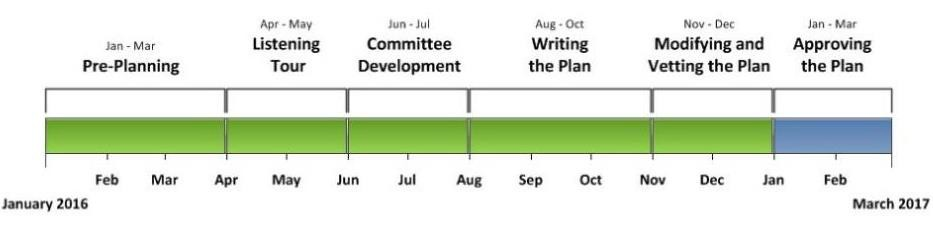 Jan - Mar
Pre-Planning
Apr - May
Listening
Tour
Jun - Jul
Committee
Development
Aug - Oct
Writing
the Plan
Nov - Dec
Modifying and
Vetting the Plan
Jan - Mar
Approving
the Plan
Feb Mar Apr May Jun Jul Aug Sep Oct Nov Dec Jan Feb
January 2016 March 2017